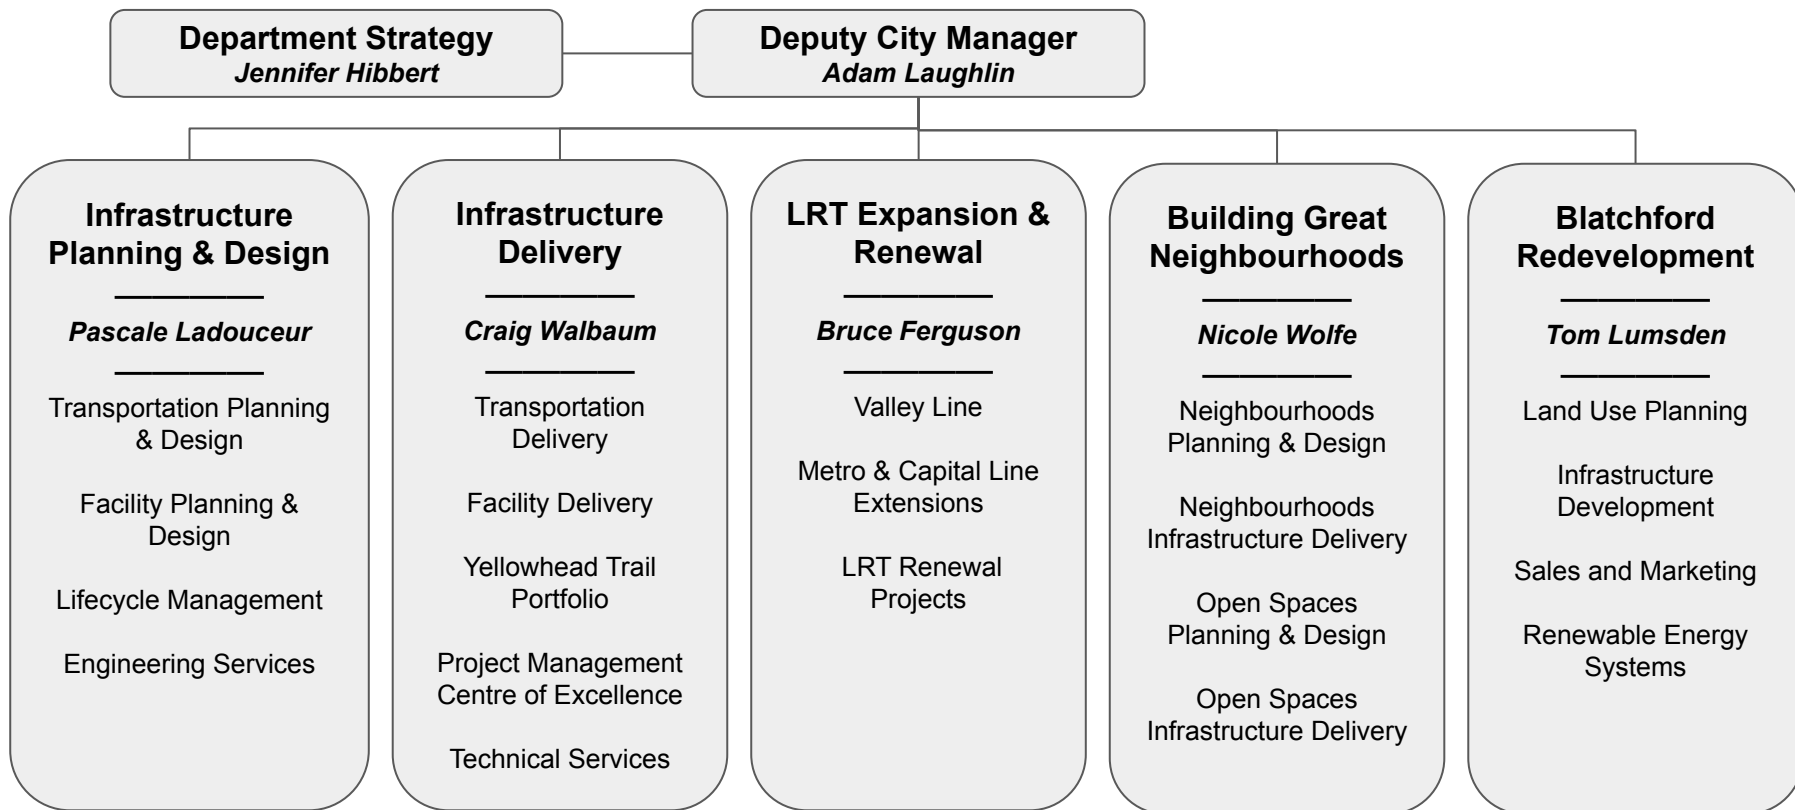 Department Strategy
Jennifer Hibbert
Deputy City Manager
Adam Laughlin
Infrastructure
Planning & Design
Pascale Ladouceur
Transportation Planning
& Design
Facility Planning &
Design
Lifecycle Management
Engineering Services
Infrastructure
Delivery
Craig Walbaum
Transportation
Delivery
Facility Delivery
Yellowhead Trail
Portfolio
Project Management
Centre of Excellence
Technical Services
LRT Expansion &
Renewal
Bruce Ferguson
Valley Line
Metro & Capital Line
Extensions
LRT Renewal
Projects
Building Great
Neighbourhoods
Nicole Wolfe
Neighbourhoods
Planning & Design
Neighbourhoods
Infrastructure Delivery
Open Spaces
Planning & Design
Open Spaces
Infrastructure Delivery
Blatchford
Redevelopment
Tom Lumsden
Land Use Planning
Infrastructure
Development
Sales and Marketing
Renewable Energy
Systems